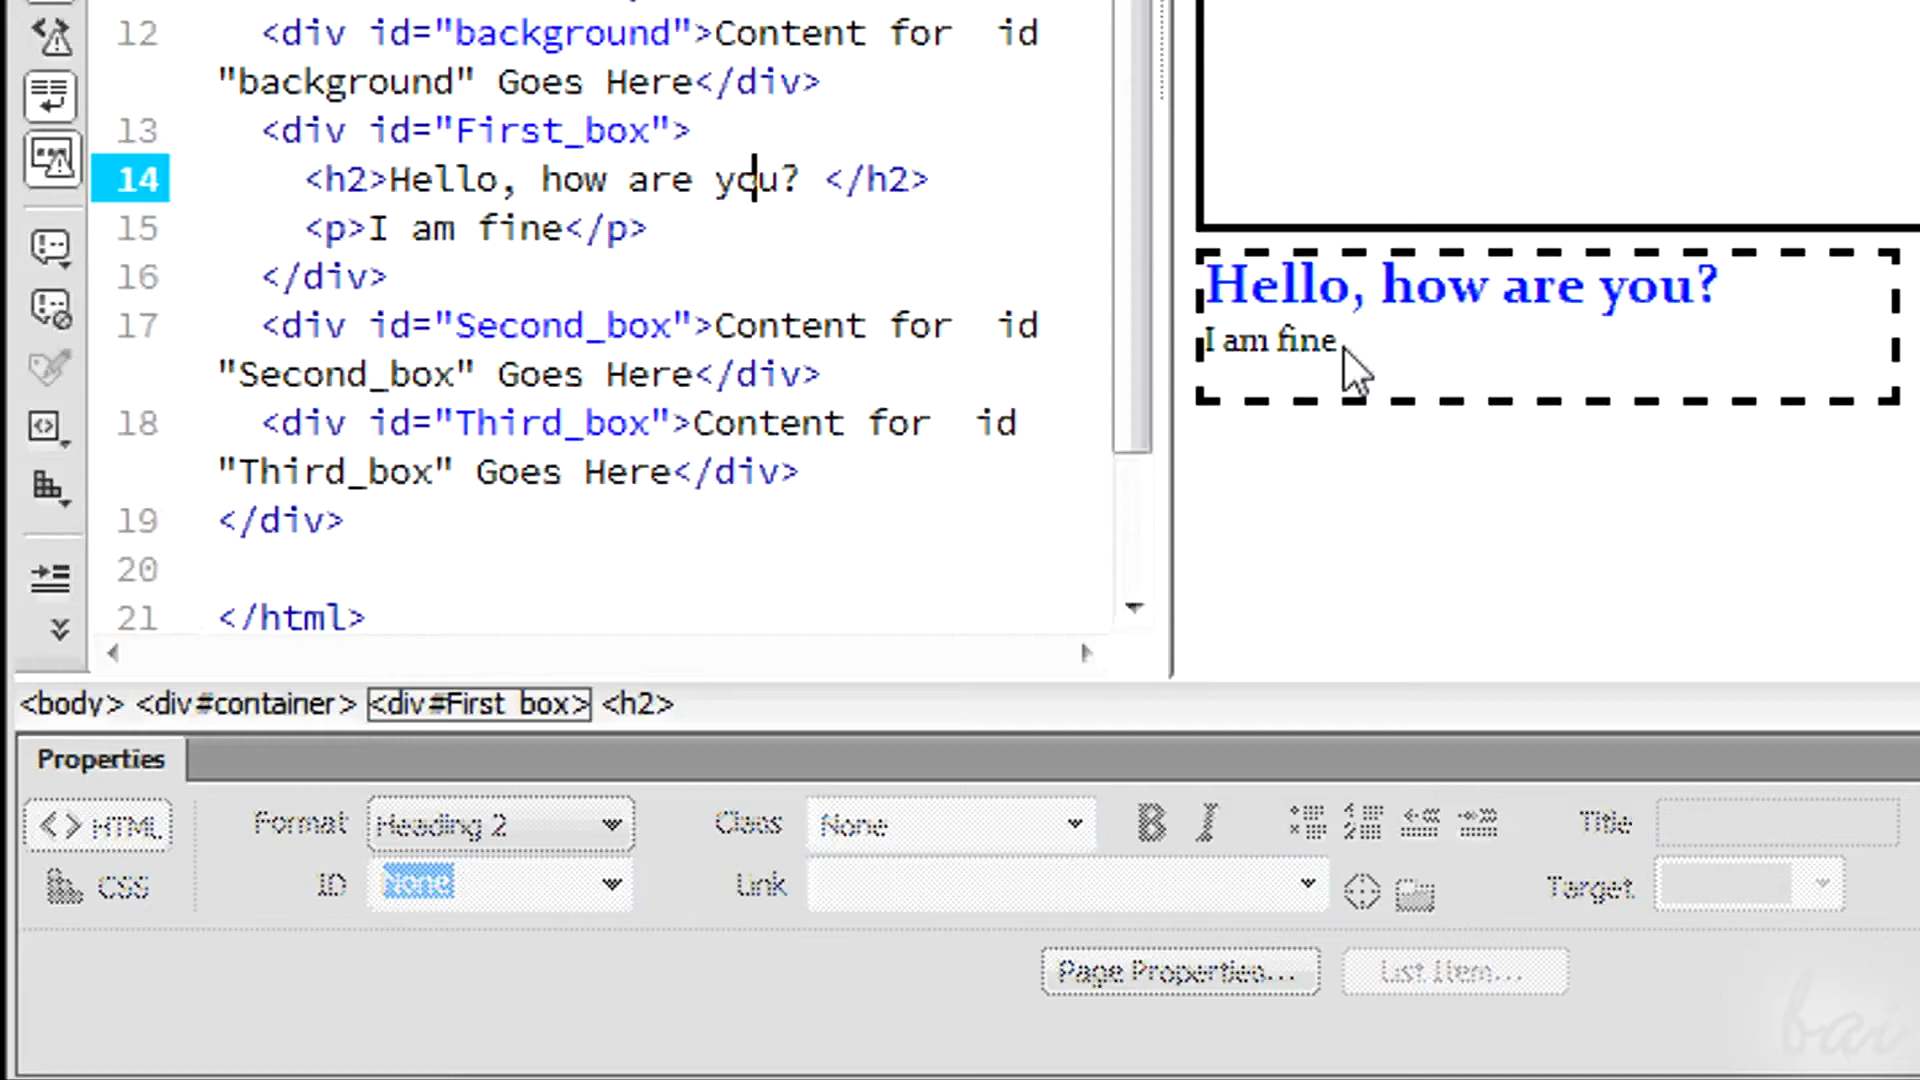 12 <div id="background">Content for  id
"background" Goes Here</div>
13 <div id="First_box">
14 <h2>Hello, how are you? </h2>
15 <p>I am fine</p>
16 </div>
17 <div id="Second_box">Content for  id
"Second_box" Goes Here</div>
18 <div id="Third_box">Content for  id
"Third_box" Goes Here</div>
19 </div>
20
21 </html>
Hello, how are you?
I am fine
<body> <div#container> <div#First_box> <h2>
Properties
<> HTML Format Heading 2 Class None B I Title
CSS ID None Link Target
Page Properties... List Item...